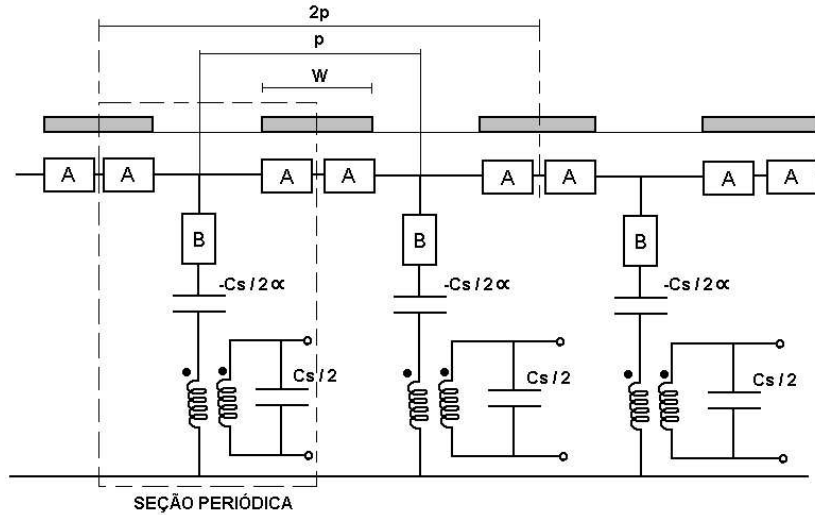 2p
p
W
A A A A A A A A
B B B
-Cs / 2 ∝ -Cs / 2 ∝ -Cs / 2 ∝
Cs / 2 Cs / 2 Cs / 2
SEÇÃO PERIÓDICA